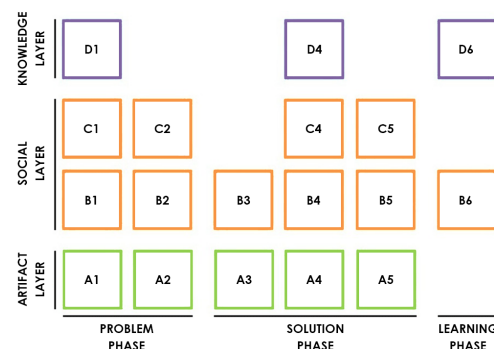 KNOWLEDGE
LAYER
D1 D4 D6
SOCIAL
LAYER
C1 C2 C4 C5
B1 B2 B3 B4 B5 B6
ARTIFACT
LAYER
A1 A2 A3 A4 A5
PROBLEM
PHASE
SOLUTION
PHASE
LEARNING
PHASE